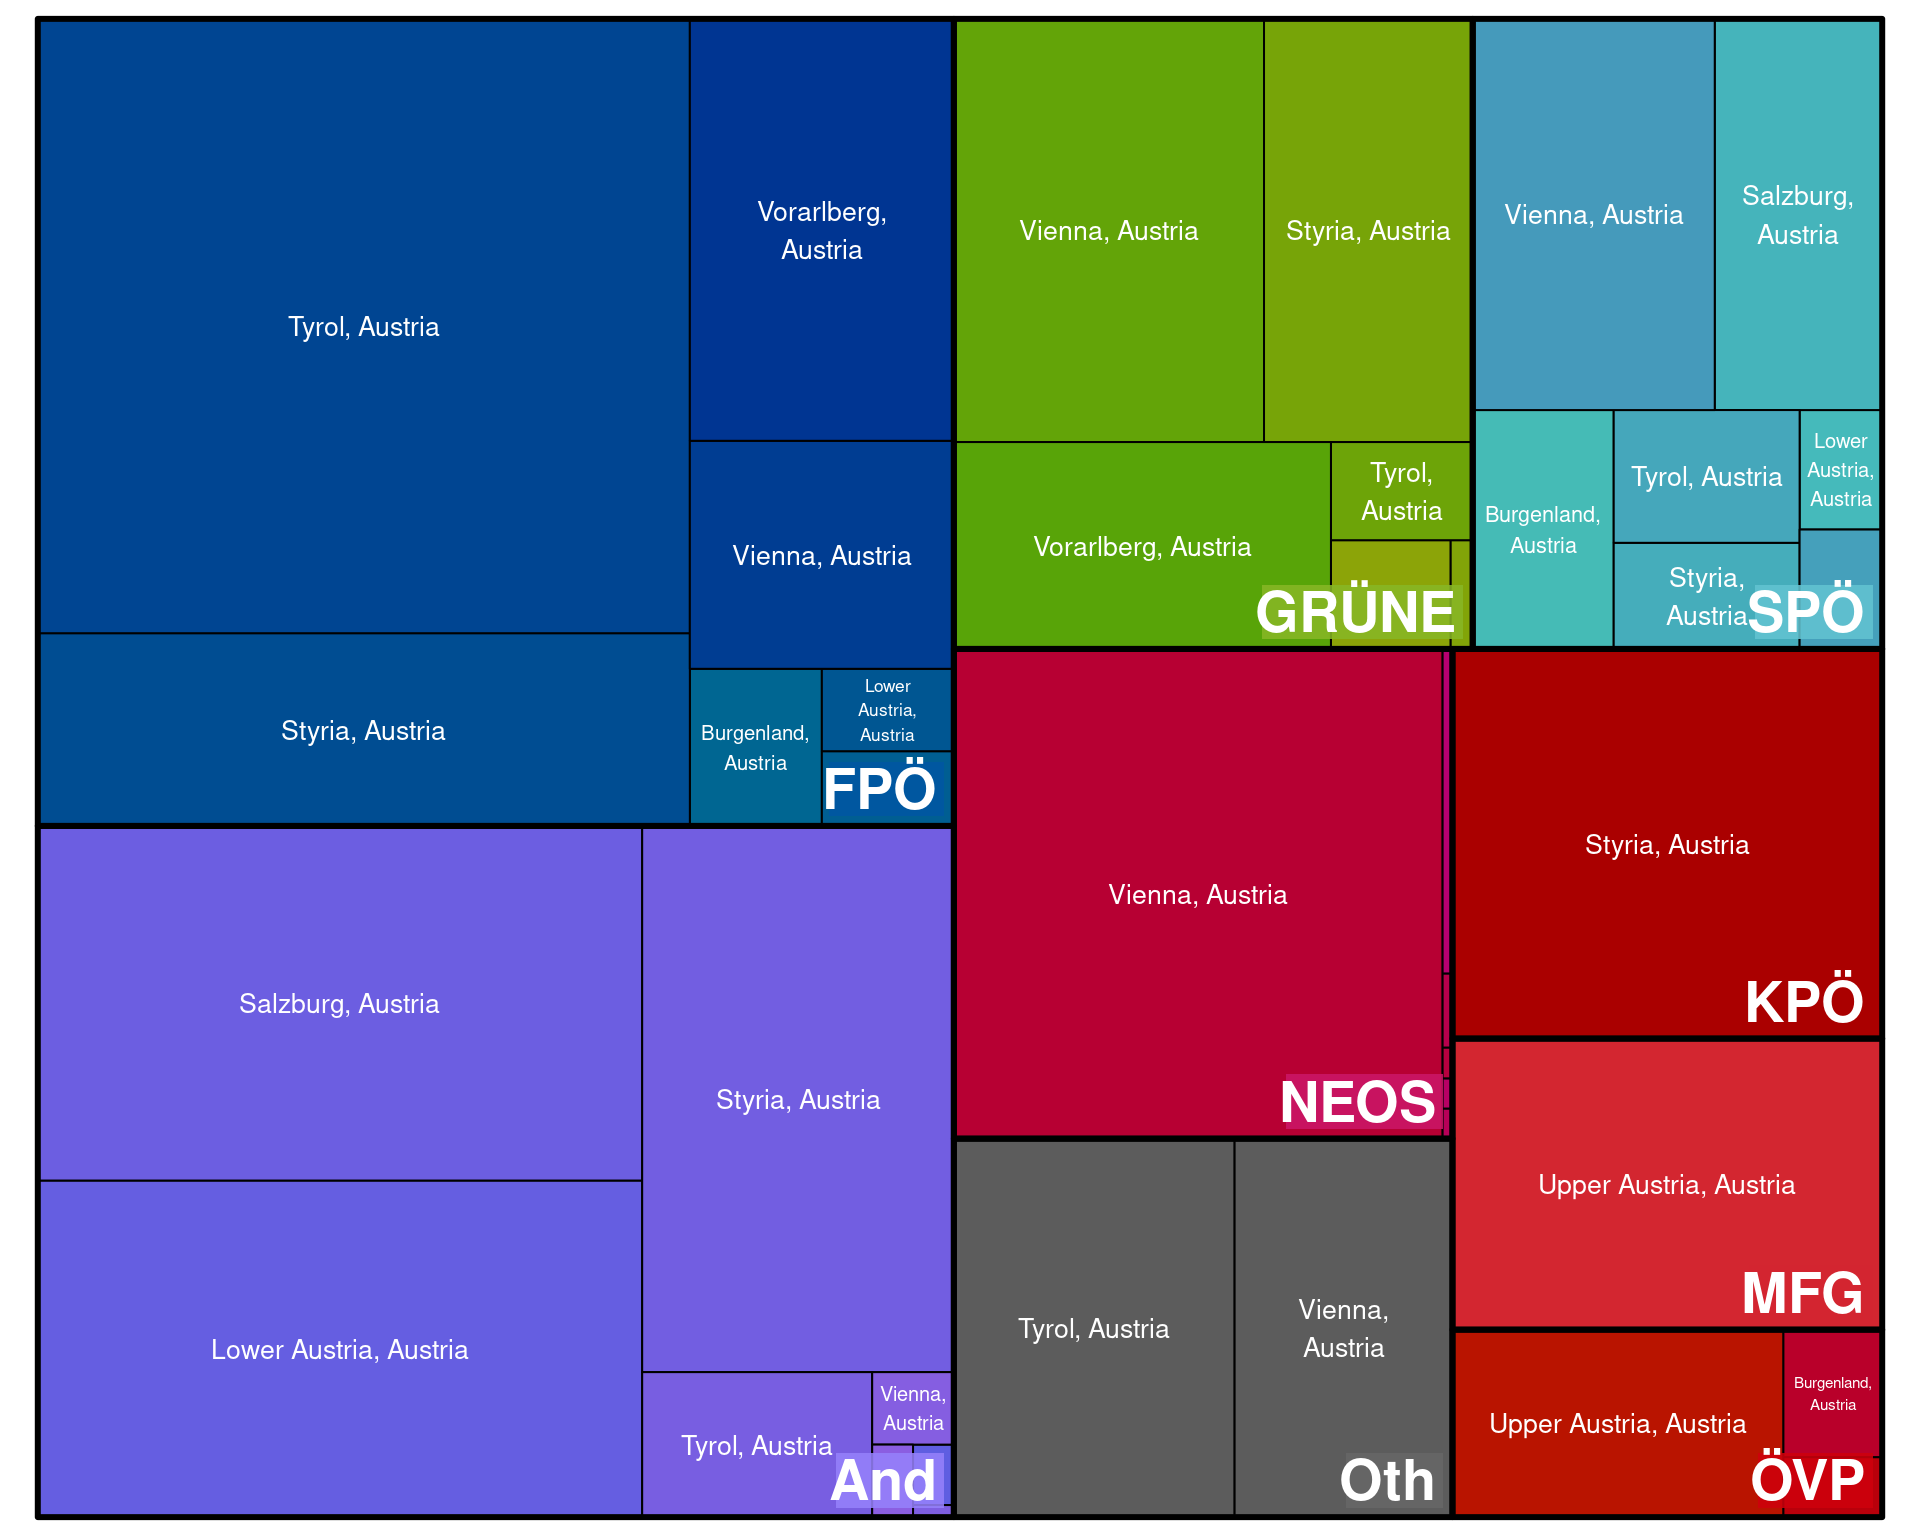 Tyrol, Austria
Styria, Austria
Vorarlberg,
Austria
Vienna, Austria
Burgenland,
Austria
Lower
Austria,
Austria
FPÖ
Salzburg, Austria
Lower Austria, Austria
Styria, Austria
Tyrol, Austria
Vienna,
Austria
And
Vienna, Austria
Styria, Austria
Vorarlberg, Austria
Tyrol,
Austria
GRÜNE
Vienna, Austria
Salzburg,
Austria
Burgenland,
Austria
Tyrol, Austria
Styria,
Austria
Lower
Austria,
Austria
SPÖ
Vienna, Austria
NEOS
Styria, Austria
KPÖ
Upper Austria, Austria
MFG
Tyrol, Austria
Vienna,
Austria
Oth
Upper Austria, Austria
Burgenland,
Austria
ÖVP